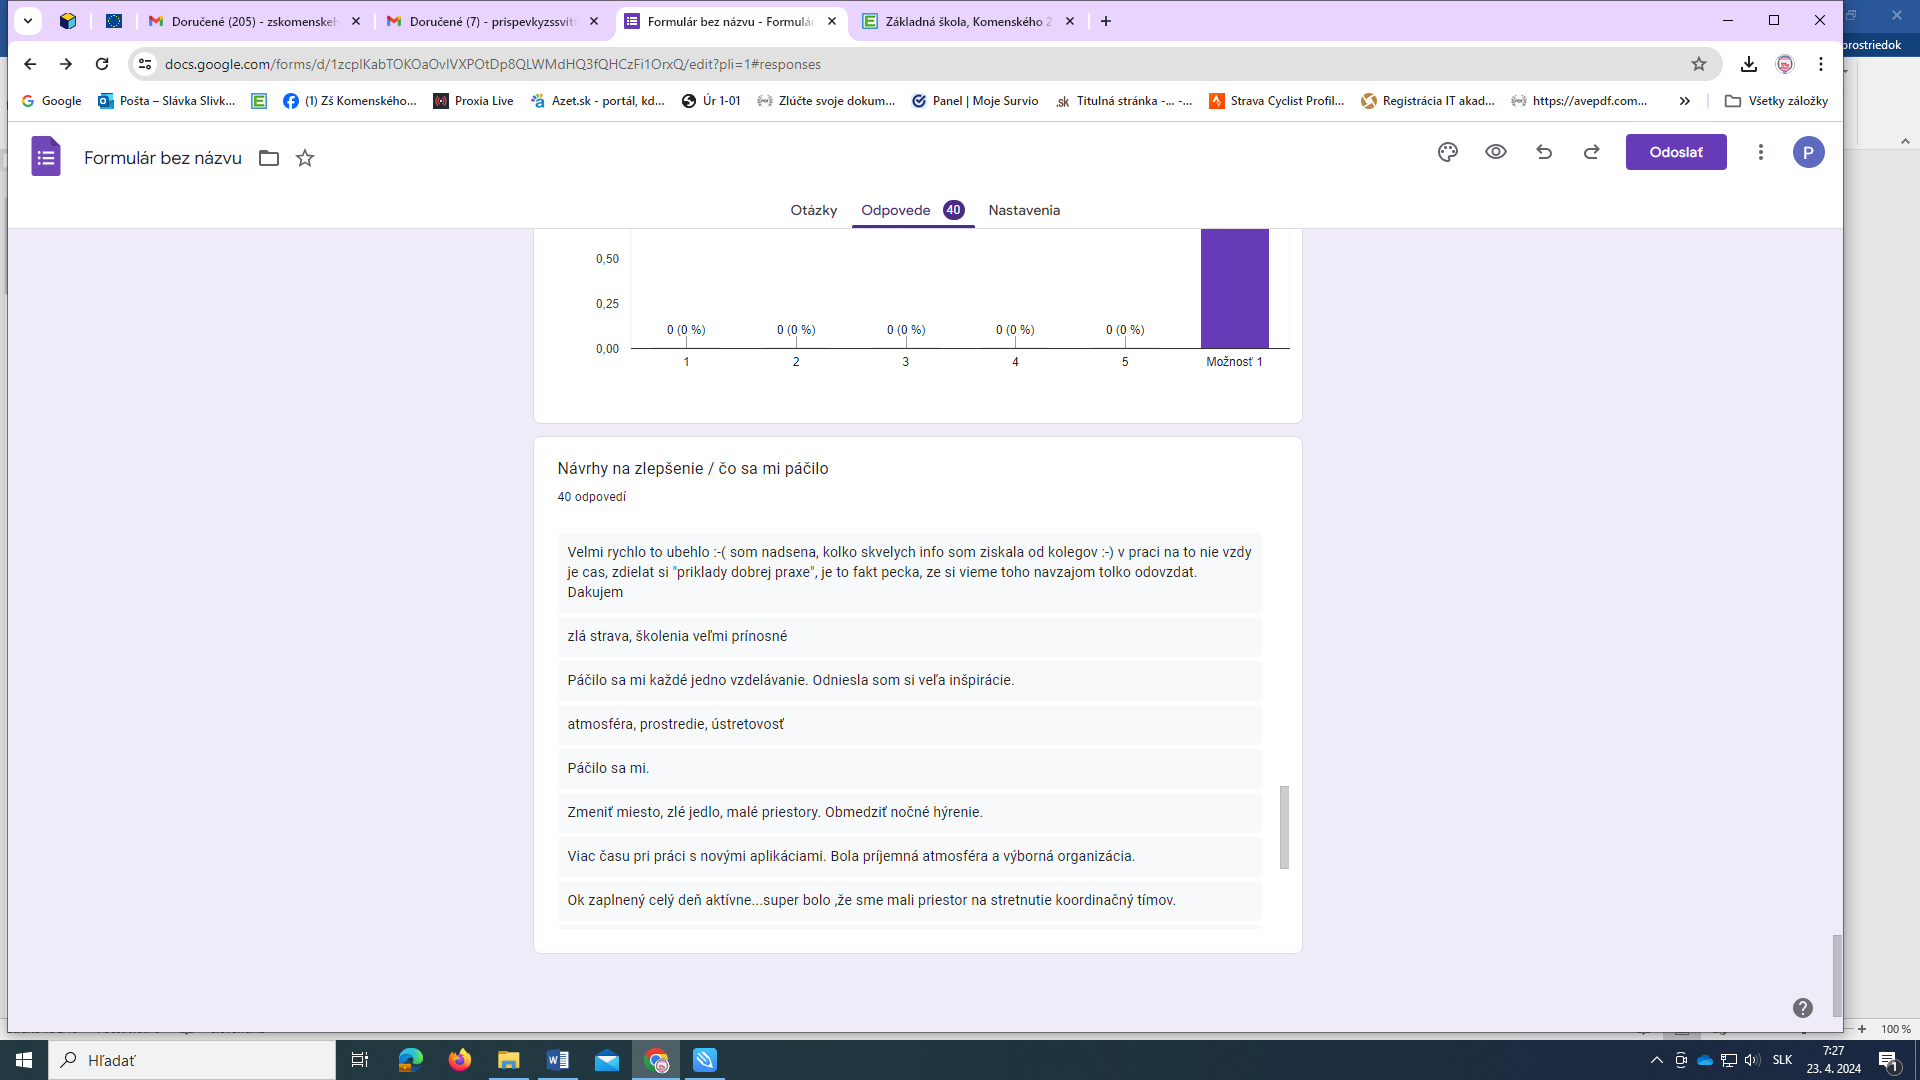 Doručené (205) - zskomenskeh
Doručené (7) - prispevkyzssvit
Formulár bez názvu - Formulár
Základná škola, Komenského 2
prostriedok
docs.google.com/forms/d/1zcpIKabTOKOaOvIVXPOtDp8QLWMdHQ3fQHCzFi1OrxQ/edit?pli=1#responses
Google
Pošta – Slávka Slivk...
(1) Zš Komenského...
Proxia Live
Azet.sk - portál, kd...
Úr 1-01
Zlúčte svoje dokum...
Panel | Moje Survio
.sk Titulná stránka -... -...
Strava Cyclist Profil...
Registrácia IT akad...
https://avepdf.com...
Všetky záložky
Formulár bez názvu
Odoslať
P
Otázky
Odpovede 40
Nastavenia
0,50
0,25
0 (0 %) 0 (0 %) 0 (0 %) 0 (0 %) 0 (0 %)
0,00
1 2 3 4 5 Možnosť 1
Návrhy na zlepšenie / čo sa mi páčilo
40 odpovedí
Velmi rychlo to ubehlo :-( som nadsena, kolko skvelych info som ziskala od kolegov :-) v praci na to nie vzdy
je cas, zdielat si "priklady dobrej praxe", je to fakt pecka, ze si vieme toho navzajom tolko odovzdat.
Dakujem
zlá strava, školenia veľmi prínosné
Páčilo sa mi každé jedno vzdelávanie. Odniesla som si veľa inšpirácie.
atmosféra, prostredie, ústretovosť
Páčilo sa mi.
Zmeniť miesto, zlé jedlo, malé priestory. Obmedziť nočné hýrenie.
Viac času pri práci s novými aplikáciami. Bola príjemná atmosféra a výborná organizácia.
Ok zaplnený celý deň aktívne...super bolo ,že sme mali priestor na stretnutie koordinačný tímov.
100 %
Hľadať
SLK
7:27
23. 4. 2024
1